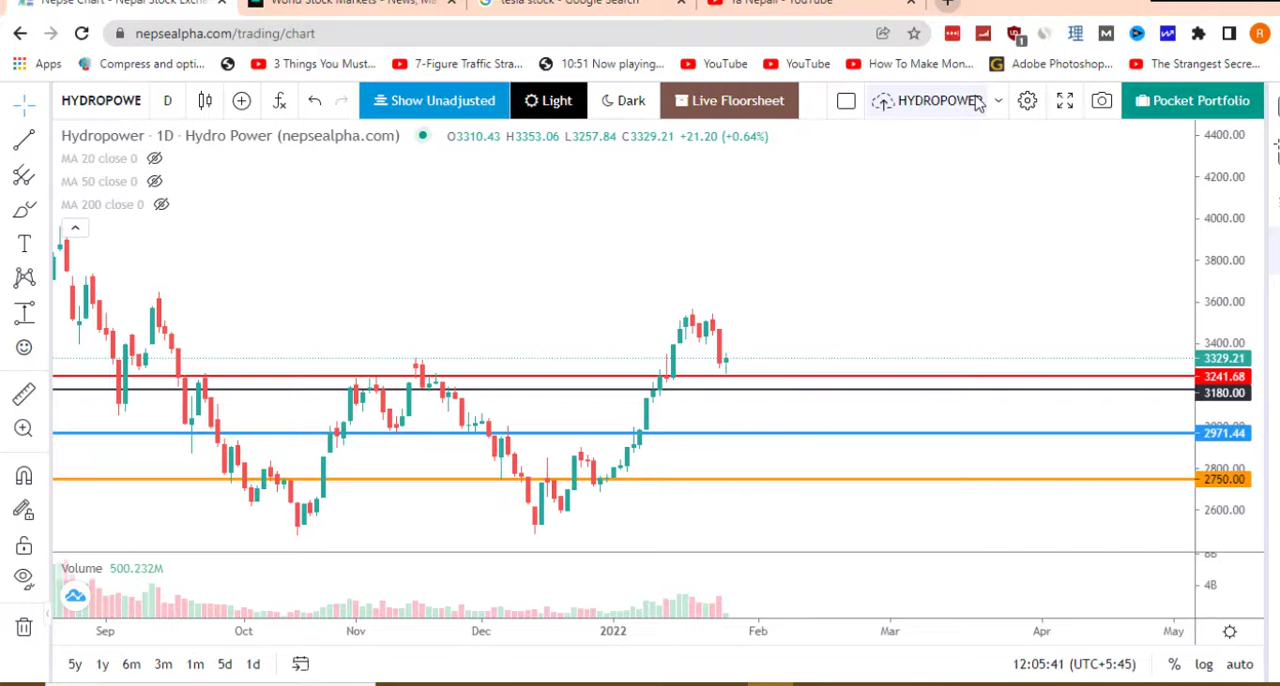 Nepse Chart - Nepal Stock Exch
World Stock Markets - News, Ma
tesla stock - Google Search
Ta Nepali - YouTube
nepsealpha.com/trading/chart
R
Apps
Compress and opti...
3 Things You Must...
7-Figure Traffic Stra...
10:51 Now playing...
YouTube
YouTube
How To Make Mon...
Adobe Photoshop...
The Strangest Secre...
HYDROPOWE
D
Show Unadjusted
Light
Dark
Live Floorsheet
HYDROPOWE
Pocket Portfolio
Hydropower · 1D · Hydro Power (nepsealpha.com)
O3310.43 H3353.06 L3257.84 C3329.21 +21.20 (+0.64%)
MA 20 close 0
MA 50 close 0
MA 200 close 0
4400.00
4200.00
4000.00
3800.00
3600.00
3400.00
3329.21
3241.68
3180.00
2971.44
2800.00
2750.00
2600.00
Volume 500.232M
8B
4B
Sep Oct Nov Dec 2022 Feb Mar Apr May
5y 1y 6m 3m 1m 5d 1d
12:05:41 (UTC+5:45) % log auto